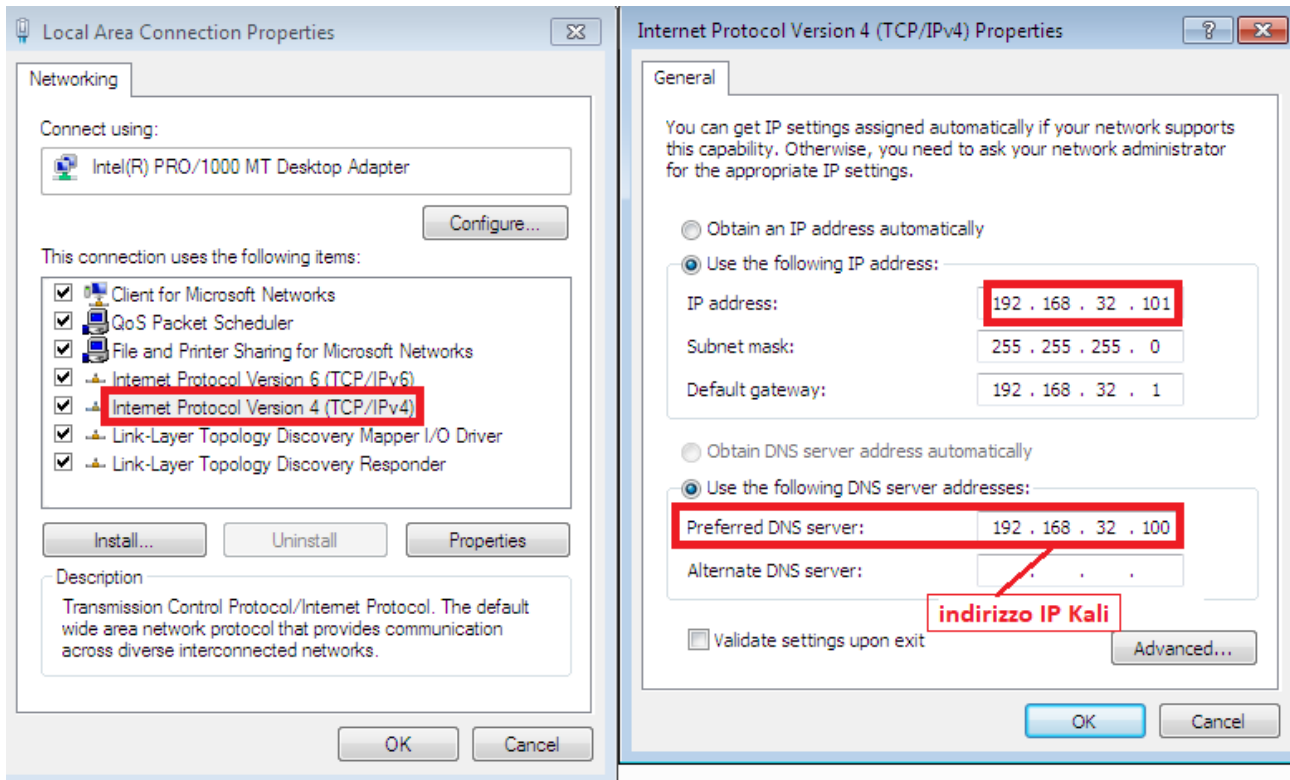 Local Area Connection Properties
Networking
Connect using:
Intel(R) PRO/1000 MT Desktop Adapter
Configure...
This connection uses the following items:
Client for Microsoft Networks
QoS Packet Scheduler
File and Printer Sharing for Microsoft Networks
Internet Protocol Version 6 (TCP/IPv6)
Internet Protocol Version 4 (TCP/IPv4)
Link-Layer Topology Discovery Mapper I/O Driver
Link-Layer Topology Discovery Responder
Install...
Uninstall
Properties
Description
Transmission Control Protocol/Internet Protocol. The default
wide area network protocol that provides communication
across diverse interconnected networks.
OK
Cancel
Internet Protocol Version 4 (TCP/IPv4) Properties
?
General
You can get IP settings assigned automatically if your network supports
this capability. Otherwise, you need to ask your network administrator
for the appropriate IP settings.
Obtain an IP address automatically
Use the following IP address:
IP address: 192 . 168 . 32 . 101
Subnet mask: 255 . 255 . 255 . 0
Default gateway: 192 . 168 . 32 . 1
Obtain DNS server address automatically
Use the following DNS server addresses:
Preferred DNS server: 192 . 168 . 32 . 100
Alternate DNS server: . . .
indirizzo IP Kali
Validate settings upon exit
Advanced...
OK
Cancel